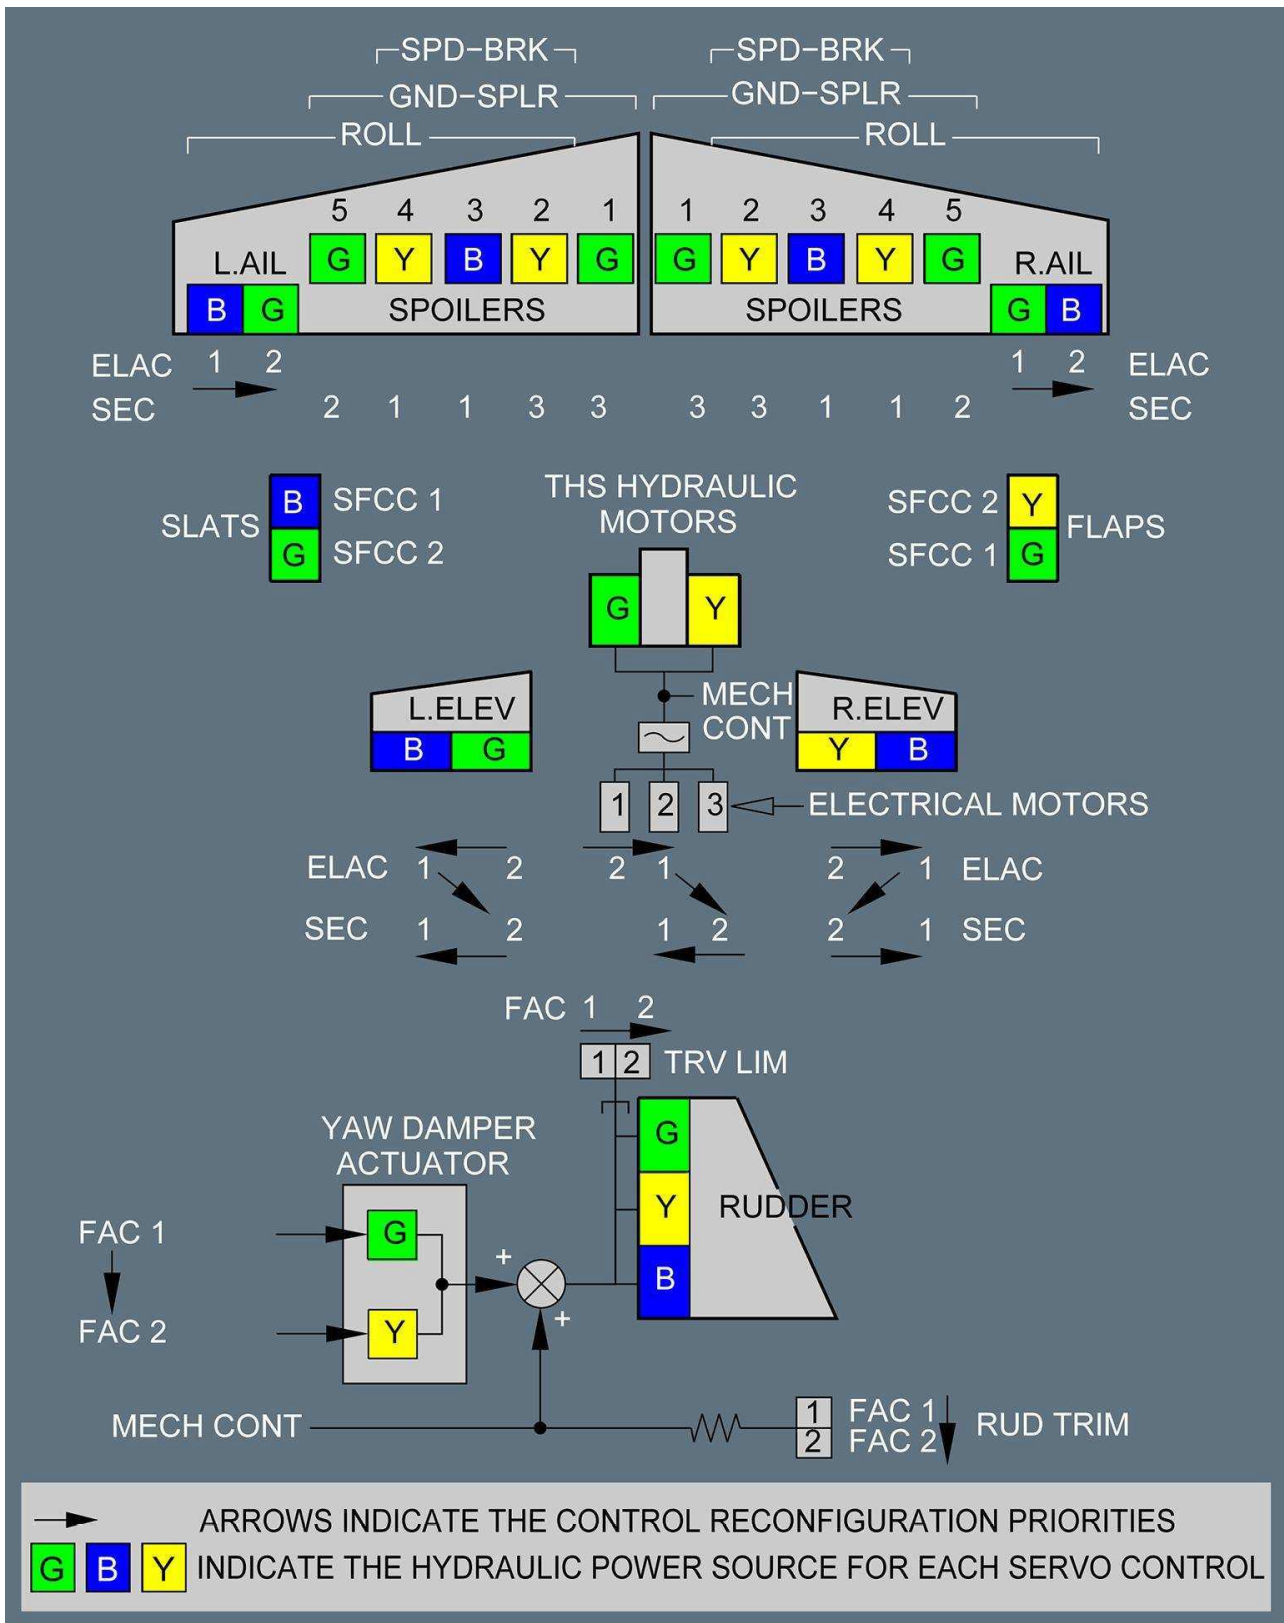 SPD-BRK SPD-BRK
GND-SPLR GND-SPLR
ROLL ROLL
5 4 3 2 1 1 2 3 4 5
G Y B Y G G Y B Y G
L.AIL R.AIL
B G SPOILERS SPOILERS G B
ELAC 1 2 1 2 ELAC
SEC 2 1 1 3 3 3 3 1 1 2 SEC
THS HYDRAULIC
MOTORS
SLATS
B SFCC 1
G SFCC 2
SFCC 2 Y
SFCC 1 G
FLAPS
G Y
MECH
CONT
L.ELEV R.ELEV
B G Y B
1 2 3 ELECTRICAL MOTORS
ELAC 1 2 2 1 2 1 ELAC
SEC 1 2 1 2 2 1 SEC
FAC 1 2
1 2 TRV LIM
YAW DAMPER
ACTUATOR
G
Y
B
RUDDER
FAC 1 G
+
+
FAC 2 Y
MECH CONT
1 FAC 1
2 FAC 2
RUD TRIM
ARROWS INDICATE THE CONTROL RECONFIGURATION PRIORITIES
G B Y INDICATE THE HYDRAULIC POWER SOURCE FOR EACH SERVO CONTROL